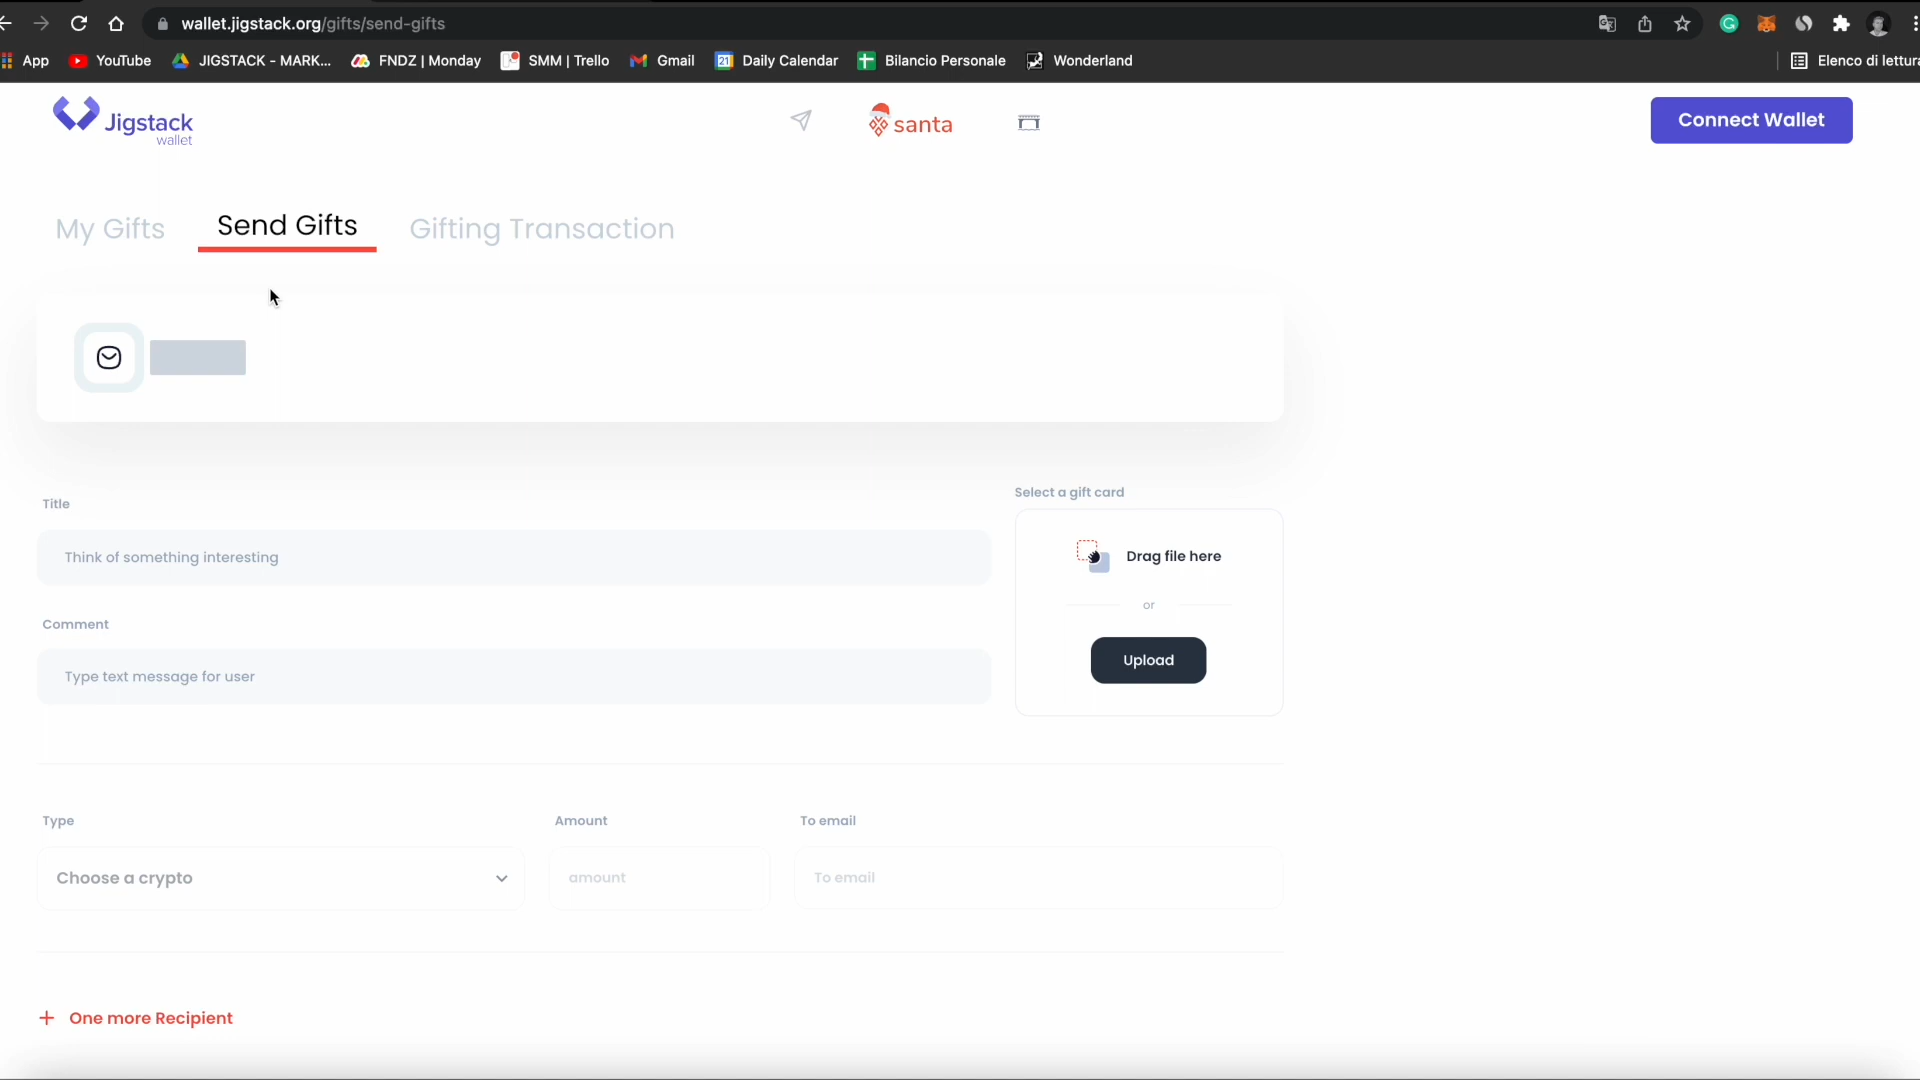 wallet.jigstack.org/gifts/send-gifts
App YouTube JIGSTACK - MARK... FNDZ | Monday SMM | Trello Gmail 21 Daily Calendar Bilancio Personale Wonderland Elenco di lettura
Jigstack
wallet
santa
Connect Wallet
My Gifts Send Gifts Gifting Transaction
Title
Think of something interesting
Comment
Type text message for user
Select a gift card
Drag file here
or
Upload
Type Amount To email
Choose a crypto amount To email
+ One more Recipient